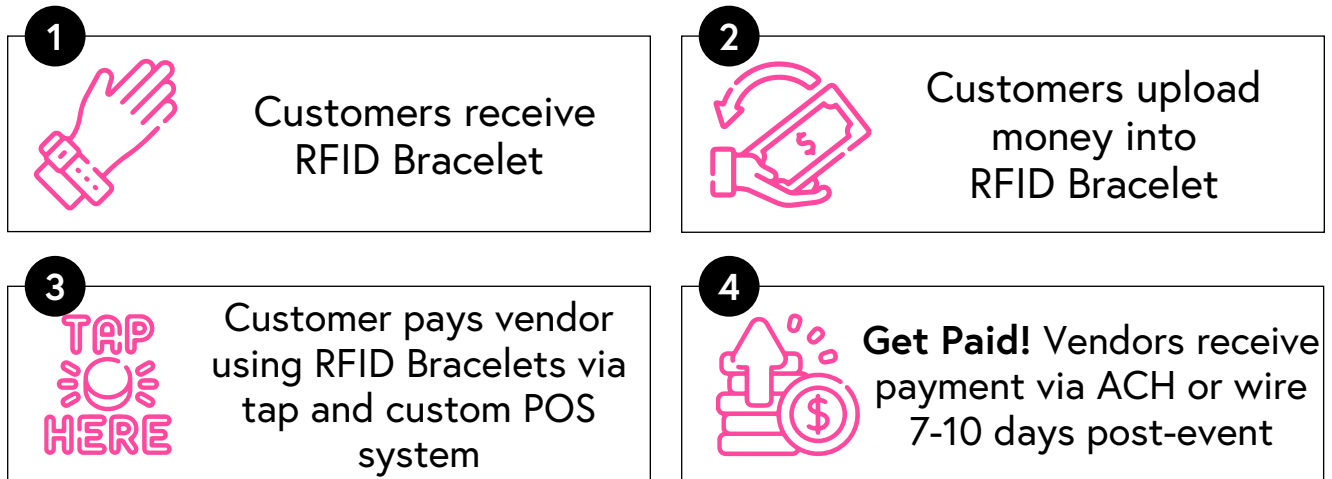 1
Customers receive
RFID Bracelet
2
$
Customers upload
money into
RFID Bracelet
3
TAP
HERE
Customer pays vendor
using RFID Bracelets via
tap and custom POS
system
4
$
Get Paid! Vendors receive
payment via ACH or wire
7-10 days post-event